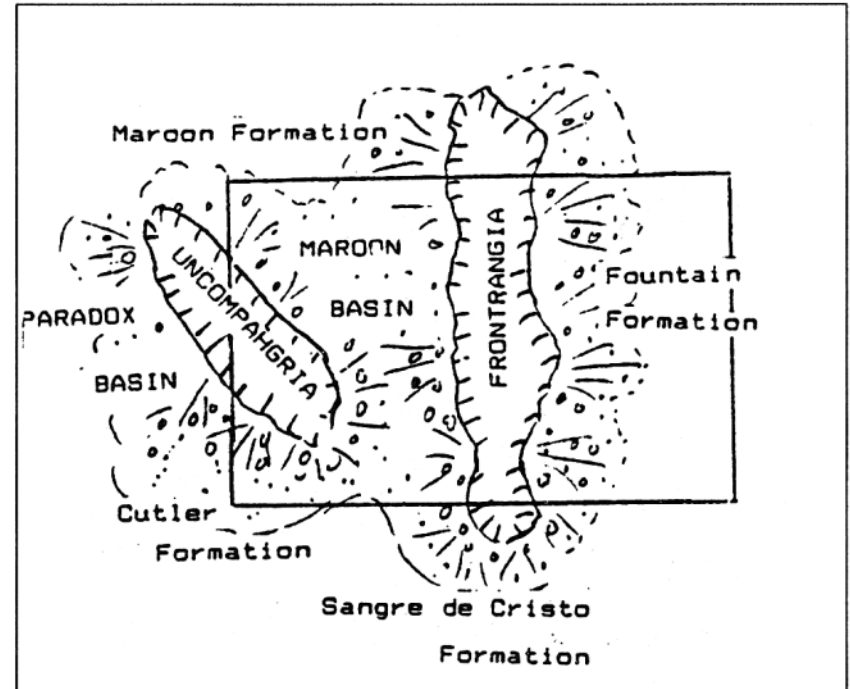 Maroon Formation
MAROON
BASIN
UNCOMPAHGRIA
FRONTRANGIA
Fountain
Formation
PARADOX
BASIN
Cutler
Formation
Sangre de Cristo
Formation